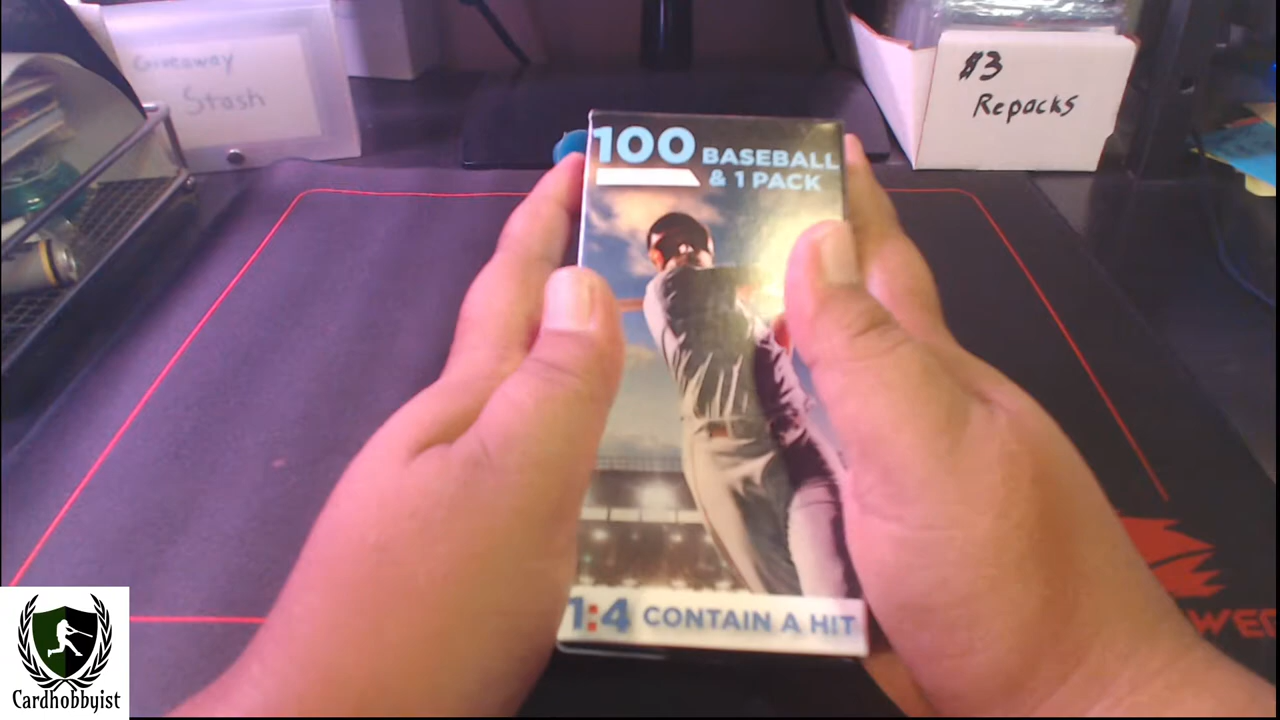 Giveaway
Stash
$3
Repacks
100 BASEBALL
& 1 PACK
1:4 CONTAIN A HIT
Cardhobbyist